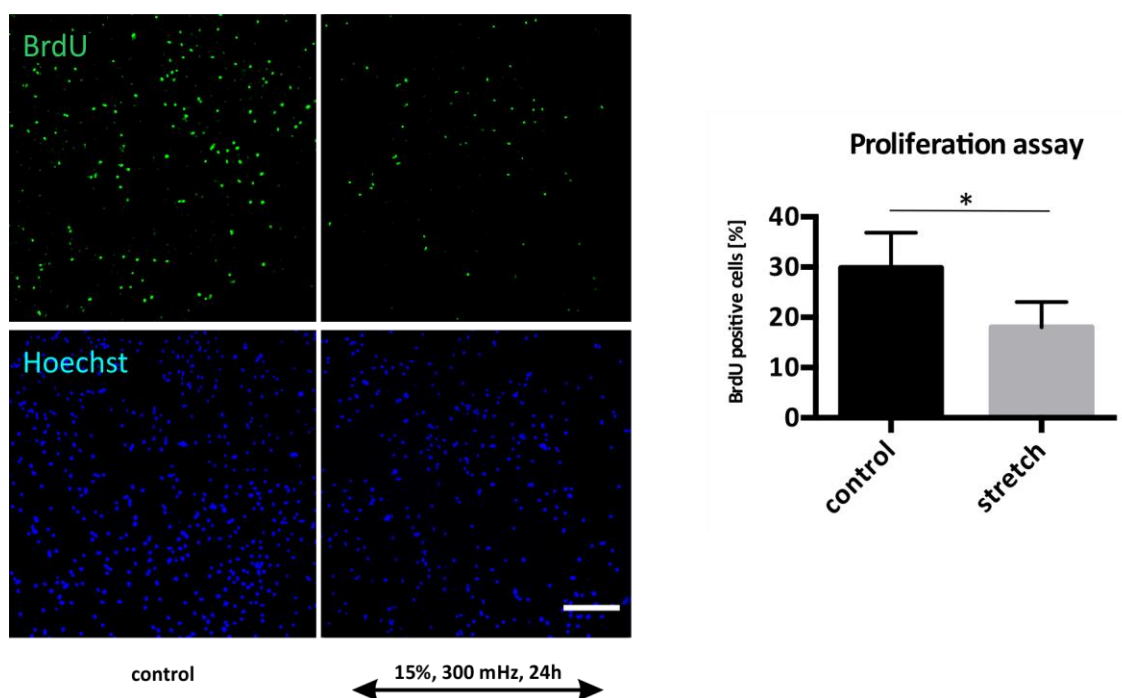 BrdU
Hoechst
control
15%, 300 mHz, 24h
Proliferation assay
*
BrdU positive cells [%]
40
30
20
10
0
control
stretch